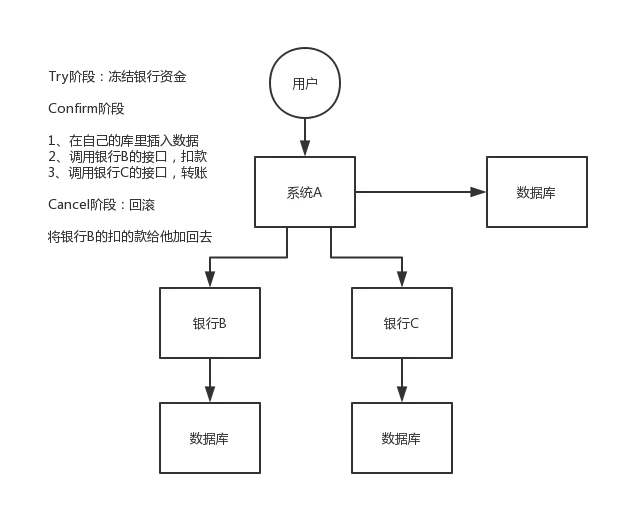 Try阶段：冻结银行资金
Confirm阶段
1、在自己的库里插入数据
2、调用银行B的接口，扣款
3、调用银行C的接口，转账
Cancel阶段：回滚
将银行B的扣的款给他加回去
用户
系统A
数据库
银行B
银行C
数据库
数据库